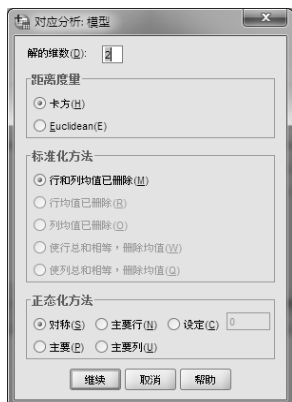 对应分析: 模型
解的维数(D): 2
距离度量
卡方(H)
Euclidean(E)
标准化方法
行和列均值已删除(M)
行均值已删除(R)
列均值已删除(O)
使行总和相等，删除均值(W)
使列总和相等，删除均值(Q)
正态化方法
对称(S) 主要行(N) 设定(C) 0
主要(P) 主要列(U)
继续 取消 帮助